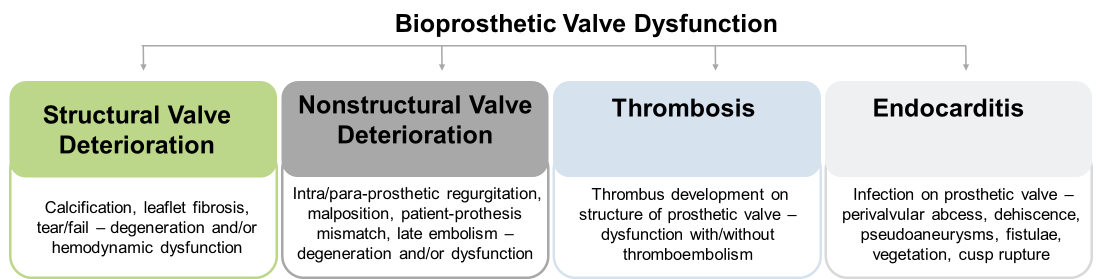 Bioprosthetic Valve Dysfunction
Structural Valve
Deterioration
Calcification, leaflet fibrosis,
tear/fail – degeneration and/or
hemodynamic dysfunction
Nonstructural Valve
Deterioration
Intra/para-prosthetic regurgitation,
malposition, patient-prothesis
mismatch, late embolism –
degeneration and/or dysfunction
Thrombosis
Thrombus development on
structure of prosthetic valve –
dysfunction with/without
thromboembolism
Endocarditis
Infection on prosthetic valve –
perivalvular abcess, dehiscence,
pseudoaneurysms, fistulae,
vegetation, cusp rupture